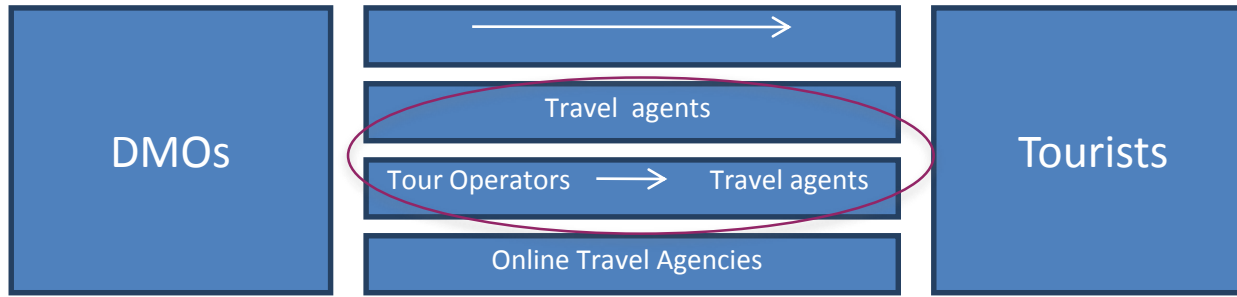 DMOs
Travel agents
Tour Operators Travel agents
Online Travel Agencies
Tourists